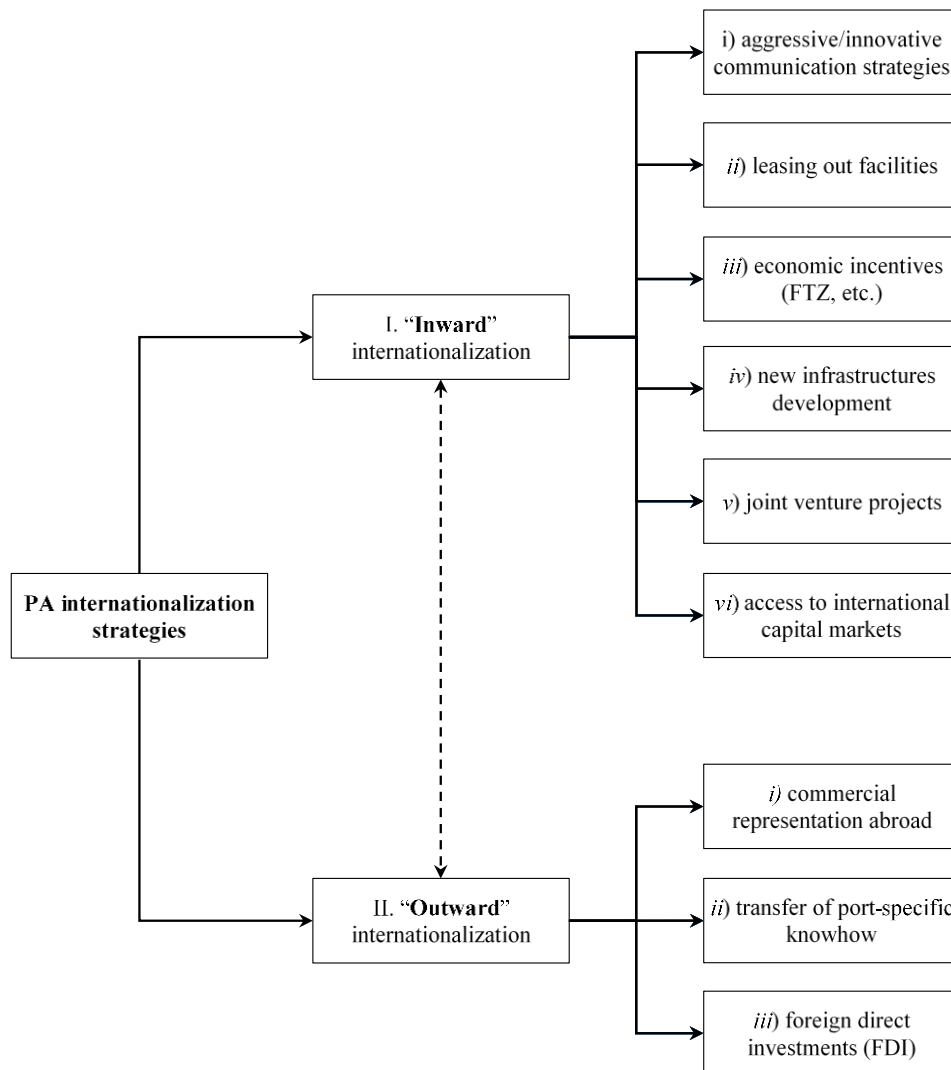 i) aggressive/innovative
communication strategies
ii) leasing out facilities
iii) economic incentives
(FTZ, etc.)
I. “Inward”
internationalization
iv) new infrastructures
development
v) joint venture projects
PA internationalization
strategies
vi) access to international
capital markets
i) commercial
representation abroad
II. “Outward”
internationalization
ii) transfer of port-specific
knowhow
iii) foreign direct
investments (FDI)